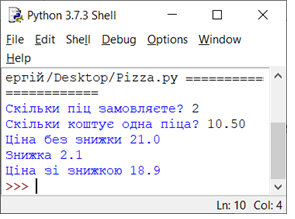 Python 3.7.3 Shell
File Edit Shell Debug Options Window
Help
ергій/Desktop/Pizza.py ===========
============
Скільки піц замовляєте? 2
Скільки коштує одна піца? 10.50
Ціна без знижки 21.0
Знижка 2.1
Ціна зі знижкою 18.9
>>>
Ln: 10 Col: 4